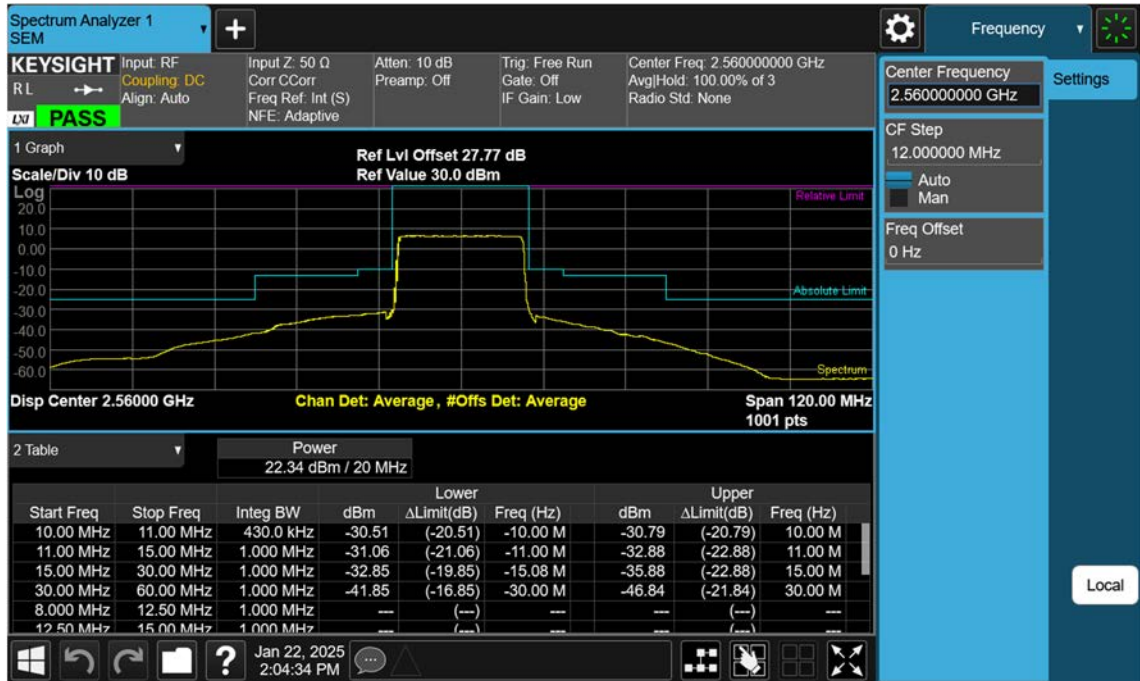 Spectrum Analyzer 1
SEM
Frequency
KEYSIGHT
R L
LXI PASS
Input: RF
Coupling: DC
Align: Auto
Input Z: 50 Ω
Corr CCorr
Freq Ref: Int (S)
NFE: Adaptive
Atten: 10 dB
Preamp: Off
Trig: Free Run
Gate: Off
IF Gain: Low
Center Freq: 2.560000000 GHz
Avg|Hold: 100.00% of 3
Radio Std: None
Center Frequency
2.560000000 GHz
Settings
CF Step
12.000000 MHz
Auto
Man
Freq Offset
0 Hz
Local
1 Graph
Ref Lvl Offset 27.77 dB
Scale/Div 10 dB
Ref Value 30.0 dBm
Log
20.0
10.0
0.00
-10.0
-20.0
-30.0
-40.0
-50.0
-60.0
Relative Limit
Absolute Limit
Spectrum
Disp Center 2.56000 GHz
Chan Det: Average , #Offs Det: Average
Span 120.00 MHz
1001 pts
2 Table
Power
22.34 dBm / 20 MHz
Lower Upper
Start Freq Stop Freq Integ BW dBm ΔLimit(dB) Freq (Hz) dBm ΔLimit(dB) Freq (Hz)
10.00 MHz 11.00 MHz 430.0 kHz -30.51 (-20.51) -10.00 M -30.79 (-20.79) 10.00 M
11.00 MHz 15.00 MHz 1.000 MHz -31.06 (-21.06) -11.00 M -32.88 (-22.88) 11.00 M
15.00 MHz 30.00 MHz 1.000 MHz -32.85 (-19.85) -15.08 M -35.88 (-22.88) 15.00 M
30.00 MHz 60.00 MHz 1.000 MHz -41.85 (-16.85) -30.00 M -46.84 (-21.84) 30.00 M
8.000 MHz 12.50 MHz 1.000 MHz --- (---) --- --- (---) ---
12.50 MHz 15.00 MHz 1.000 MHz --- (---) --- --- (---) ---
?
Jan 22, 2025
2:04:34 PM